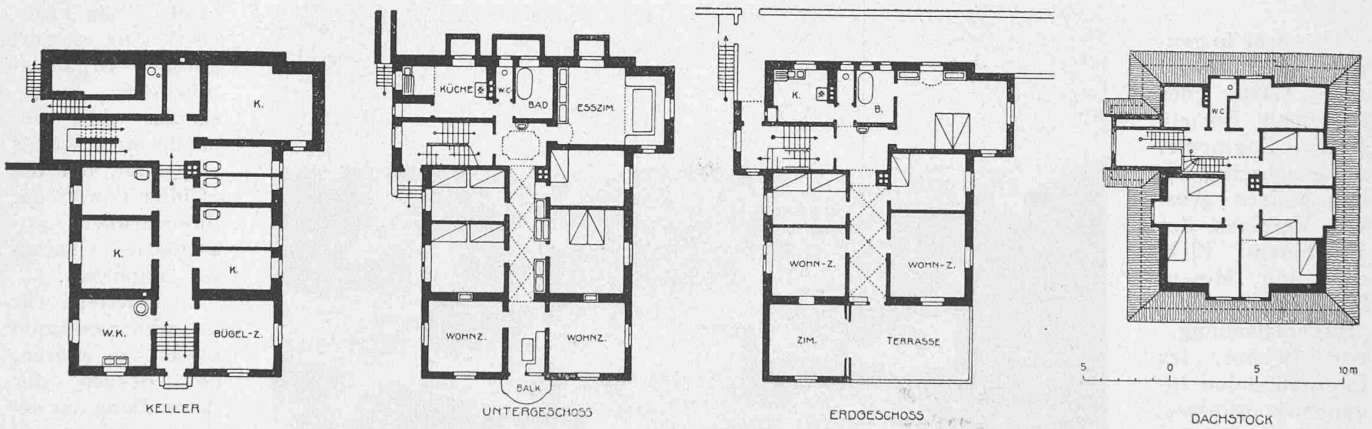 K.
K.
K.
W.K.
BÜGEL-Z.
KELLER
KÜCHE
W.C.
BAD
ESSZIM.
WOHNZ.
WOHNZ.
BALK
UNTERGESCHOSS
K.
B.
WOHN-Z.
WOHN-Z.
ZIM.
TERRASSE
ERDGESCHOSS
W.C.
5 0 5 10 m
DACHSTOCK